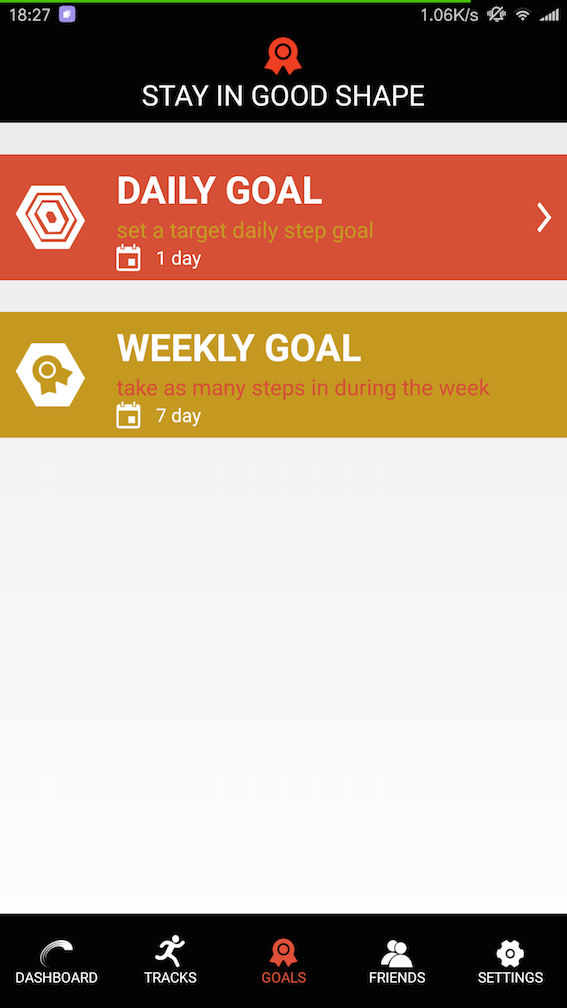 18:27 1.06K/s
STAY IN GOOD SHAPE
DAILY GOAL
set a target daily step goal
1 day
WEEKLY GOAL
take as many steps in during the week
7 day
DASHBOARD TRACKS GOALS FRIENDS SETTINGS